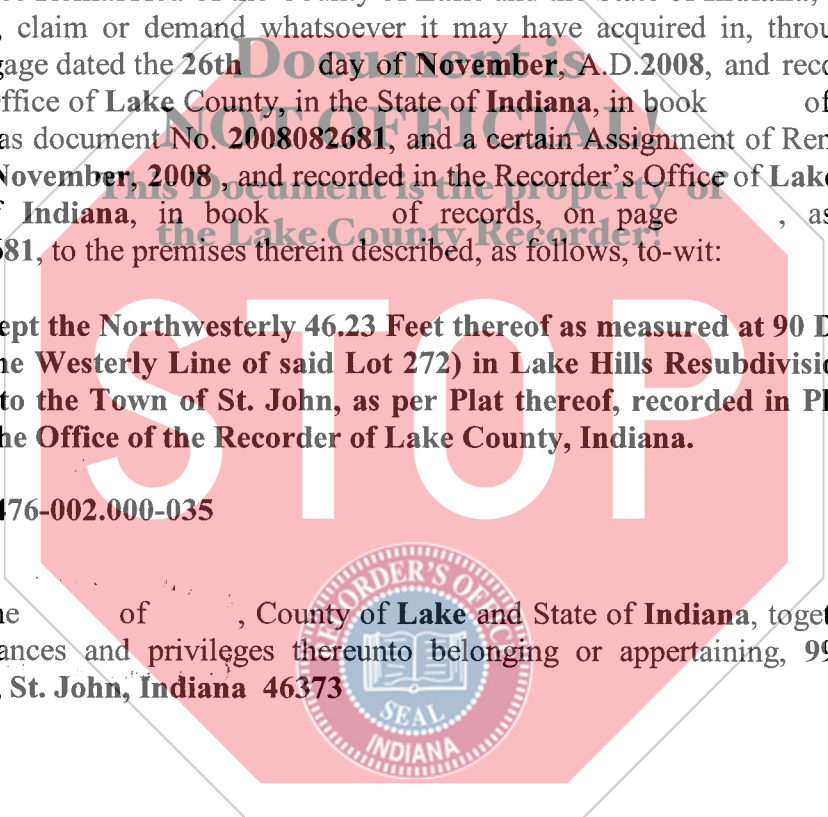 , claim or demand whatsoever it may have acquired in, throu
gage dated the 26th day of November, A.D.2008, and reco
ffice of Lake County, in the State of Indiana, in book of
as document No. 2008082681, and a certain Assignment of Ren
November, 2008 , and recorded in the Recorder's Office of Lake
f Indiana, in book of records, on page , as
681, to the premises therein described, as follows, to-wit:
Document is
NOT OFFICIAL!
This Document is the property of
the Lake County Recorder!
ept the Northwesterly 46.23 Feet thereof as measured at 90 D
he Westerly Line of said Lot 272) in Lake Hills Resubdivisio
to the Town of St. John, as per Plat thereof, recorded in Pl
he Office of the Recorder of Lake County, Indiana.
STOP
476-002.000-035
ne of , County of Lake and State of Indiana, toget
ances and privileges thereunto belonging or appertaining, 99
, St. John, Indiana 46373
RECORDER'S OFFICE
SEAL
INDIANA